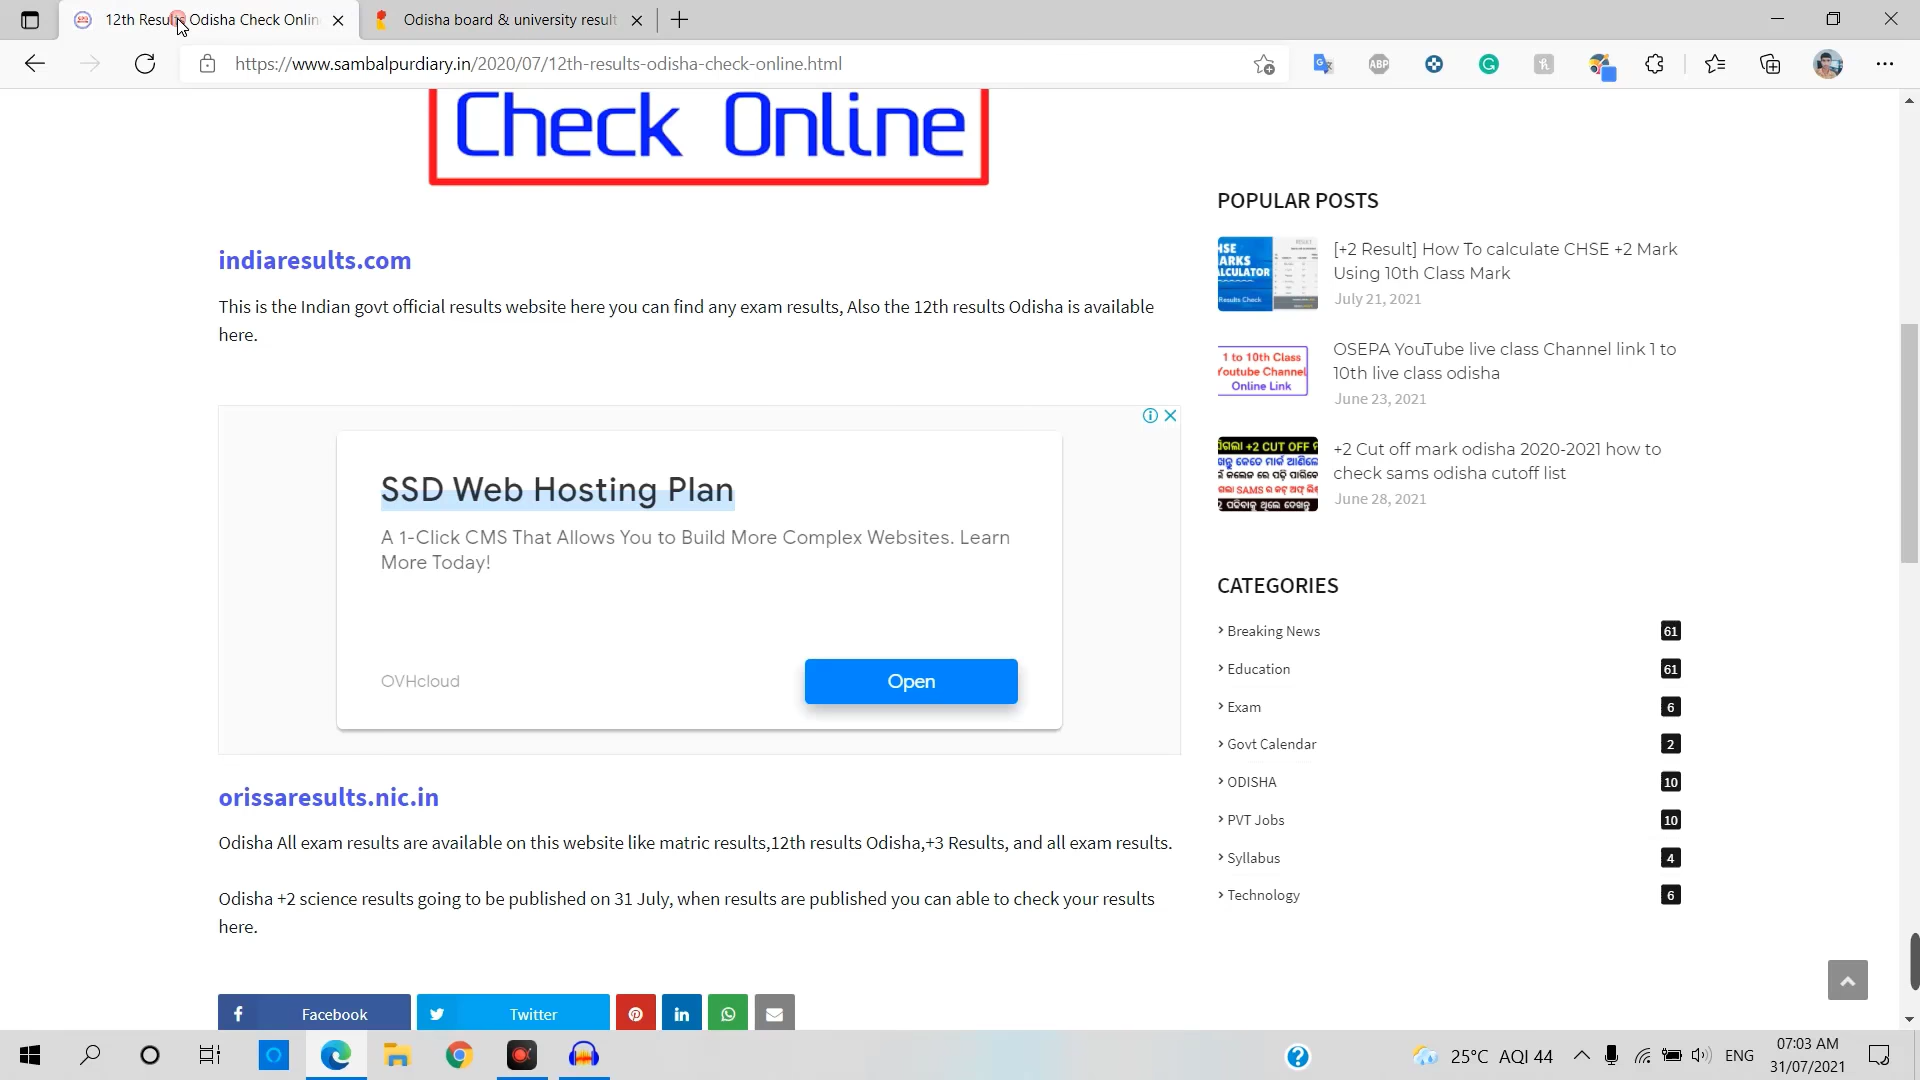 12th Results Odisha Check Onlin
Odisha board & university result
https://www.sambalpurdiary.in/2020/07/12th-results-odisha-check-online.html
ABP
Check Online
indiaresults.com
This is the Indian govt official results website here you can find any exam results, Also the 12th results Odisha is available
here.
SSD Web Hosting Plan
A 1-Click CMS That Allows You to Build More Complex Websites. Learn
More Today!
OVHcloud
Open
orissaresults.nic.in
Odisha All exam results are available on this website like matric results,12th results Odisha,+3 Results, and all exam results.
Odisha +2 science results going to be published on 31 July, when results are published you can able to check your results
here.
Facebook
Twitter
POPULAR POSTS
[+2 Result] How To calculate CHSE +2 Mark
Using 10th Class Mark
July 21, 2021
1 to 10th Class
Youtube Channel
Online Link
OSEPA YouTube live class Channel link 1 to
10th live class odisha
June 23, 2021
+2 Cut off mark odisha 2020-2021 how to
check sams odisha cutoff list
June 28, 2021
CATEGORIES
Breaking News 61
Education 61
Exam 6
Govt Calendar 2
ODISHA 10
PVT Jobs 10
Syllabus 4
Technology 6
25°C AQI 44
ENG
07:03 AM
31/07/2021